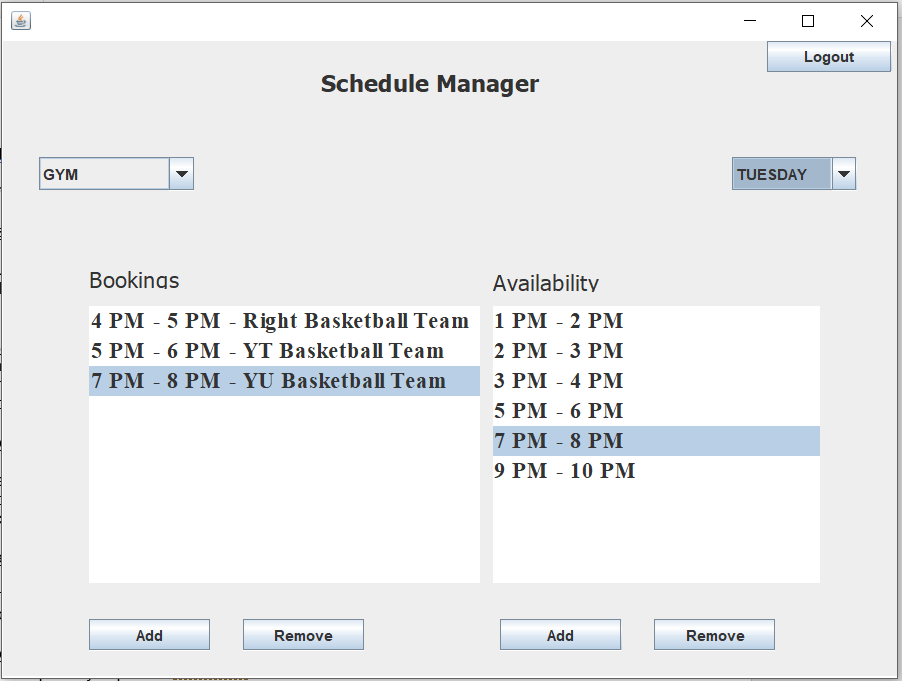 Logout
Schedule Manager
GYM
TUESDAY
Bookings
4 PM - 5 PM - Right Basketball Team
5 PM - 6 PM - YT Basketball Team
7 PM - 8 PM - YU Basketball Team
Availability
1 PM - 2 PM
2 PM - 3 PM
3 PM - 4 PM
5 PM - 6 PM
7 PM - 8 PM
9 PM - 10 PM
Add
Remove
Add
Remove